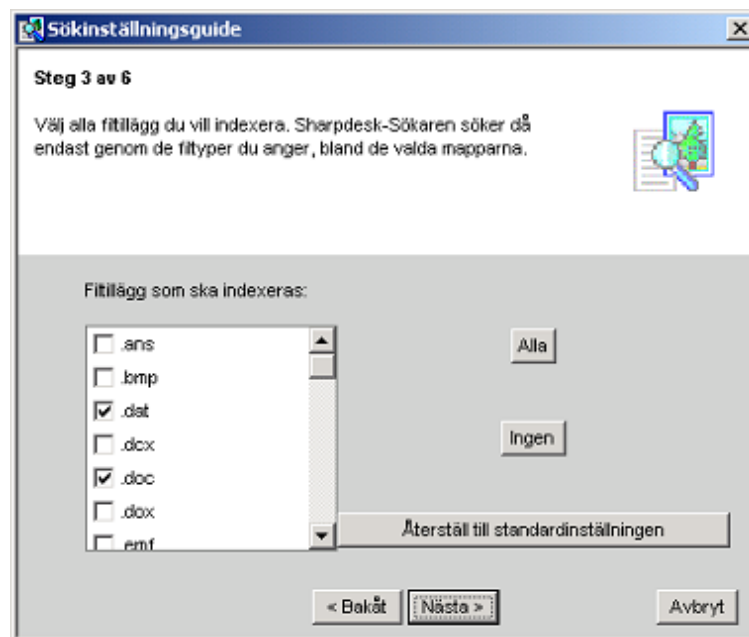 Sökinställningsguide
Steg 3 av 6
Välj alla filtillägg du vill indexera. Sharpdesk-Sökaren söker då
endast genom de filtyper du anger, bland de valda mapparna.
Filtillägg som ska indexeras:
.ans
.bmp
.dat
.dcx
.doc
.dox
.emf
Alla
Ingen
Återställ till standardinställningen
< Bakåt
Nästa >
Avbryt